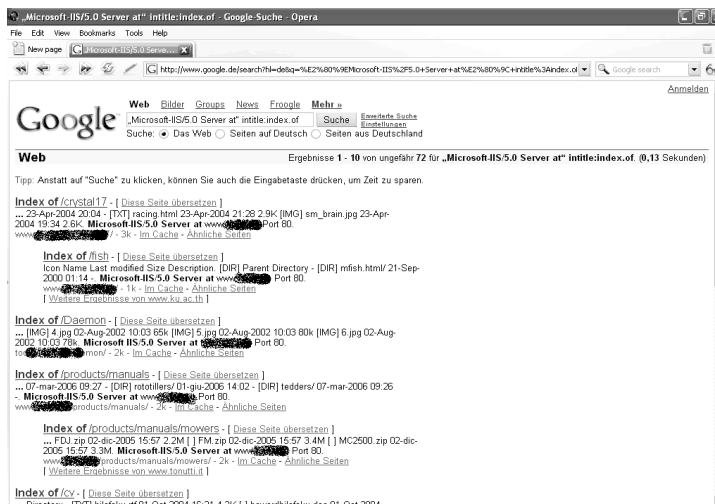 „Microsoft-IIS/5.0 Server at" intitle:index.of - Google-Suche - Opera
File Edit View Bookmarks Tools Help
New page „Microsoft-IIS/5.0 Serve...
http://www.google.de/search?hl=de&q=%E2%80%9EMicrosoft-IIS%2F5.0+Server+at%E2%80%9C+intitle%3Aindex.of Google search
Anmelden
Google
Web Bilder Groups News Froogle Mehr »
„Microsoft-IIS/5.0 Server at" intitle:index.of Suche Erweiterte Suche
Einstellungen
Suche: Das Web Seiten auf Deutsch Seiten aus Deutschland
Web Ergebnisse 1 - 10 von ungefähr 72 für „Microsoft-IIS/5.0 Server at" intitle:index.of. (0,13 Sekunden)
Tipp: Anstatt auf "Suche" zu klicken, können Sie auch die Eingabetaste drücken, um Zeit zu sparen.
Index of /crystal17 - [ Diese Seite übersetzen ]
... 23-Apr-2004 20:04 - [TXT] racing.html 23-Apr-2004 21:28 2.9K [IMG] sm_brain.jpg 23-Apr-
2004 19:34 2.6K. Microsoft-IIS/5.0 Server at www Port 80.
www / - 3k - Im Cache - Ähnliche Seiten
Index of /fish - [ Diese Seite übersetzen ]
Icon Name Last modified Size Description. [DIR] Parent Directory - [DIR] mfish.html/ 21-Sep-
2000 01:14 -. Microsoft-IIS/5.0 Server at www Port 80.
www / - 1k - Im Cache - Ähnliche Seiten
[ Weitere Ergebnisse von www.ku.ac.th ]
Index of /Daemon - [ Diese Seite übersetzen ]
... [IMG] 4.jpg 02-Aug-2002 10:03 65k [IMG] 5.jpg 02-Aug-2002 10:03 80k [IMG] 6.jpg 02-Aug-
2002 10:03 78k. Microsoft-IIS/5.0 Server at Port 80.
mon/ - 2k - Im Cache - Ähnliche Seiten
Index of /products/manuals - [ Diese Seite übersetzen ]
... 07-mar-2006 09:27 - [DIR] rototillers/ 01-giu-2006 14:02 - [DIR] tedders/ 07-mar-2006 09:26
-. Microsoft-IIS/5.0 Server at www Port 80.
www products/manuals/ - 2k - Im Cache - Ähnliche Seiten
Index of /products/manuals/mowers - [ Diese Seite übersetzen ]
... FDJ.zip 02-dic-2005 15:57 2.2M [ ] FM.zip 02-dic-2005 15:57 3.4M [ ] MC2500.zip 02-dic-
2005 15:57 3.3M. Microsoft-IIS/5.0 Server at www Port 80.
www products/manuals/mowers/ - 2k - Im Cache - Ähnliche Seiten
[ Weitere Ergebnisse von www.tonutti.it ]
Index of /cv - [ Diese Seite übersetzen ]